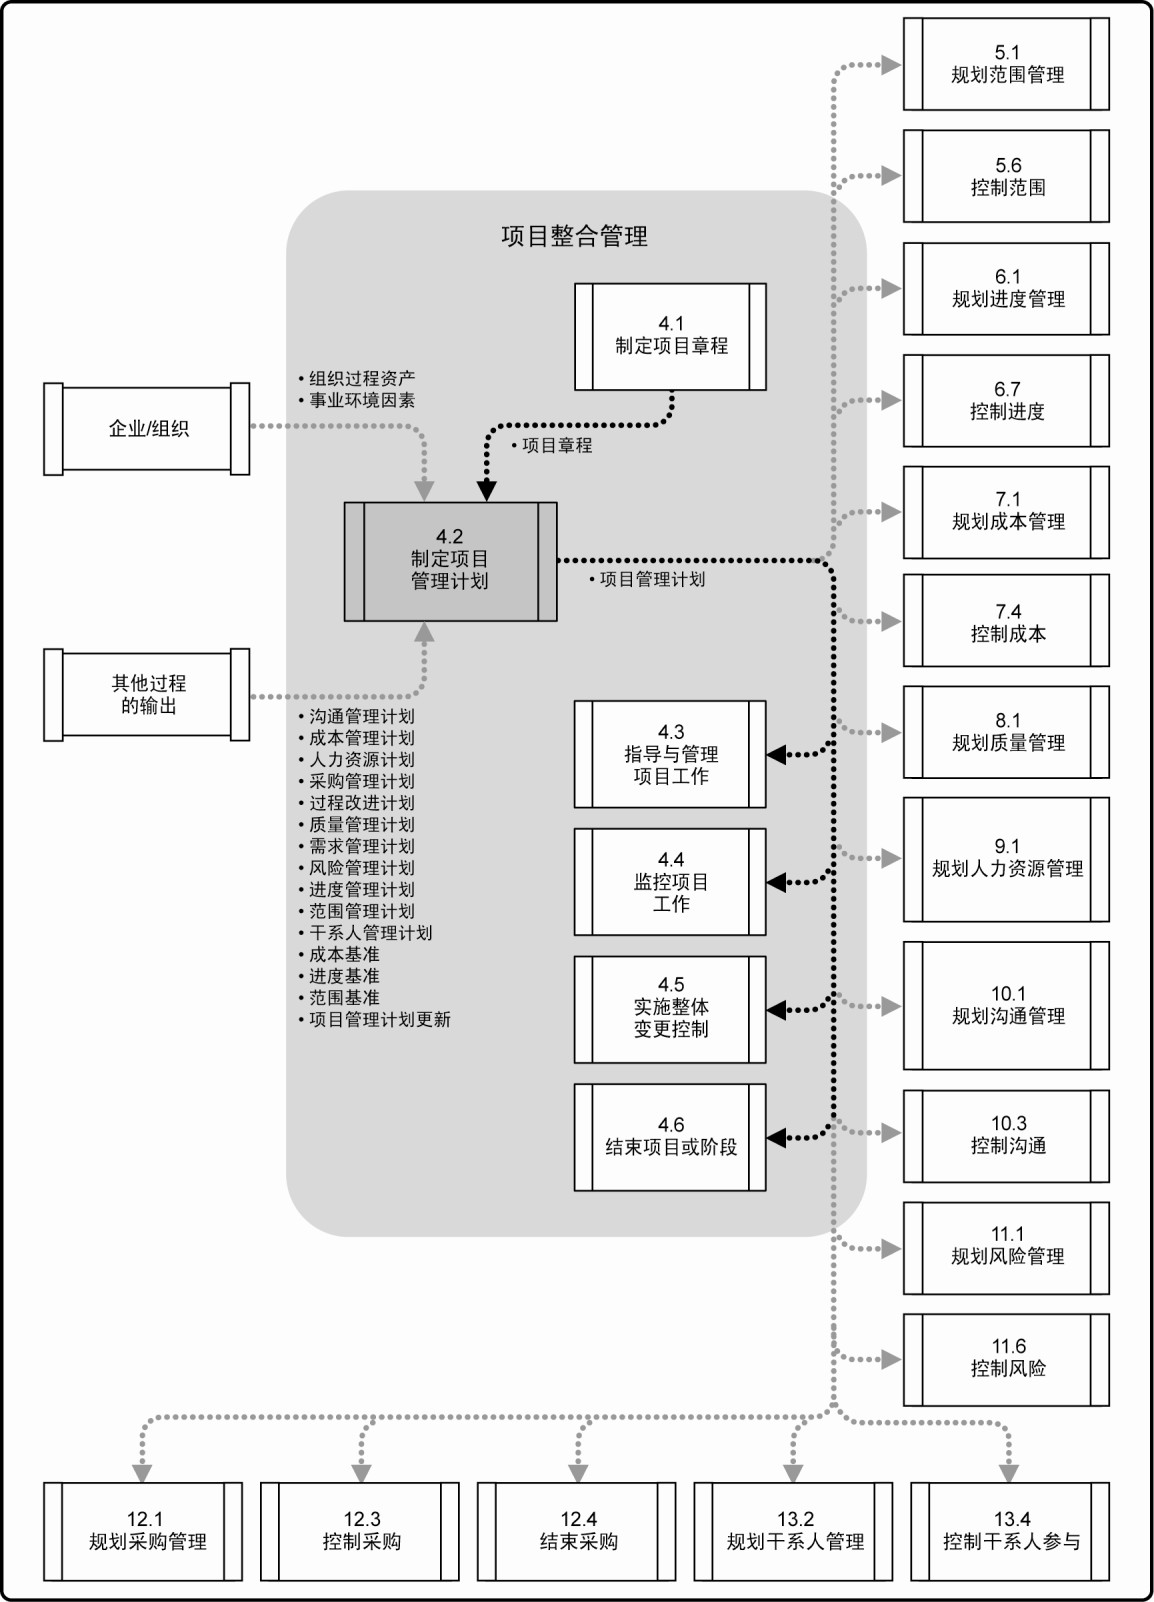 5.1
规划范围管理
5.6
控制范围
项目整合管理
6.1
规划进度管理
4.1
制定项目章程
• 组织过程资产
• 事业环境因素
6.7
控制进度
企业/组织
• 项目章程
7.1
规划成本管理
4.2
制定项目
管理计划
• 项目管理计划
7.4
控制成本
其他过程
的输出
• 沟通管理计划
• 成本管理计划
• 人力资源计划
• 采购管理计划
• 过程改进计划
• 质量管理计划
• 需求管理计划
• 风险管理计划
• 进度管理计划
• 范围管理计划
• 干系人管理计划
• 成本基准
• 进度基准
• 范围基准
• 项目管理计划更新
4.3
指导与管理
项目工作
8.1
规划质量管理
4.4
监控项目
工作
9.1
规划人力资源管理
4.5
实施整体
变更控制
10.1
规划沟通管理
4.6
结束项目或阶段
10.3
控制沟通
11.1
规划风险管理
11.6
控制风险
12.1
规划采购管理
12.3
控制采购
12.4
结束采购
13.2
规划干系人管理
13.4
控制干系人参与